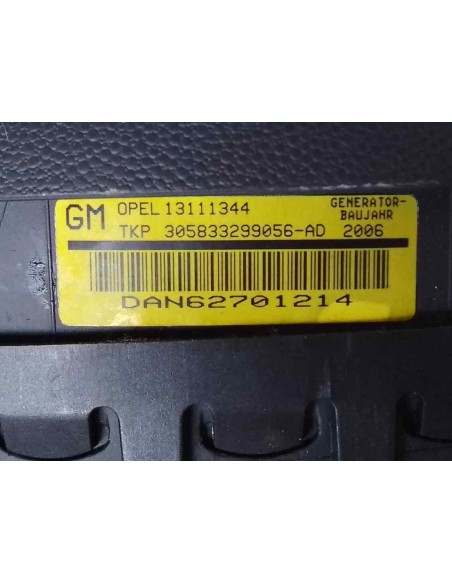 GM OPEL 13111344 GENERATOR-
BAUJAHR
TKP 305833299056-AD 2006
DAN62701214